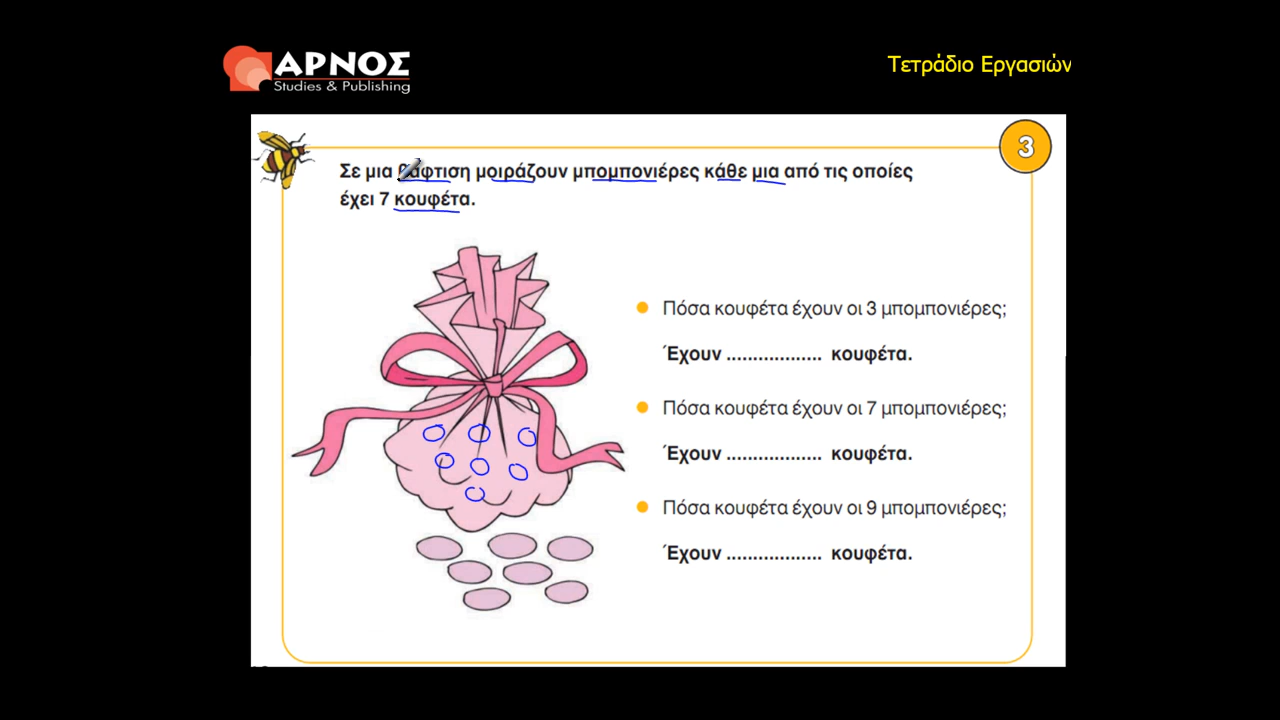 ΑΡΝΟΣ
Studies & Publishing
Τετράδιο Εργασιών
3
Σε μια βάφτιση μοιράζουν μπομπονιέρες κάθε μια από τις οποίες
έχει 7 κουφέτα.
Πόσα κουφέτα έχουν οι 3 μπομπονιέρες;
Έχουν .................. κουφέτα.
Πόσα κουφέτα έχουν οι 7 μπομπονιέρες;
Έχουν .................. κουφέτα.
Πόσα κουφέτα έχουν οι 9 μπομπονιέρες;
Έχουν .................. κουφέτα.